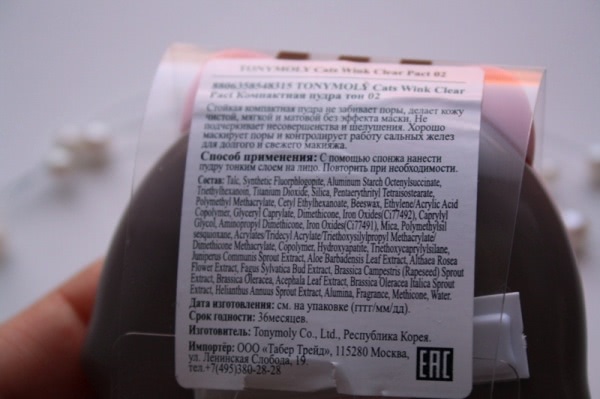 TONYMOLY Cats Wink Clear Pact 02
8806358548315 TONYMOLY Cats Wink Clear
Pact Компактная пудра тон 02
Стойкая компактная пудра не забивает поры, делает кожу
чистой, мягкой и матовой без эффекта маски. Не
подчеркивает несовершенства и шелушения. Хорошо
маскирует поры и контролирует работу сальных желез
для долгого и свежего макияжа.
Способ применения: С помощью спонжа нанести
пудру тонким слоем на лицо. Повторить при необходимости.
Состав: Talc, Synthetic Fluorphlogopite, Aluminum Starch Octenylsuccinate,
Triethylhexanoin, Titanium Dioxide, Silica, Pentaerythrityl Tetraisostearate,
Polymethyl Methacrylate, Cetyl Ethylhexanoate, Beeswax, Ethylene/Acrylic Acid
Copolymer, Glyceryl Caprylate, Dimethicone, Iron Oxides(Ci77492), Caprylyl
Glycol, Aminopropyl Dimethicone, Iron Oxides(Ci77491), Mica, Polymethylsil
sesquioxane, Acrylates/Tridecyl Acrylate/Triethoxysilylpropyl Methacrylate/
Dimethicone Methacrylate, Copolymer, Hydroxyapatite, Triethoxycaprylylsilane,
Juniperus Communis Sprout Extract, Aloe Barbadensis Leaf Extract, Althaea Rosea
Flower Extract, Fagus Sylvatica Bud Extract, Brassica Campestris (Rapeseed) Sprout
Extract, Brassica Oleracea, Acephala Leaf Extract, Brassica Oleracea Italica Sprout
Extract, Helianthus Annuus Sprout Extract, Alumina, Fragrance, Methicone, Water.
Дата изготовления: см. на упаковке (гггг/мм/дд).
Срок годности: 36месяцев.
Изготовитель: Tonymoly Co., Ltd., Республика Корея.
Импортёр: ООО «Табер Трейд», 115280 Москва,
ул. Ленинская Слобода, 19
тел.+7(495)380-28-28
EAC